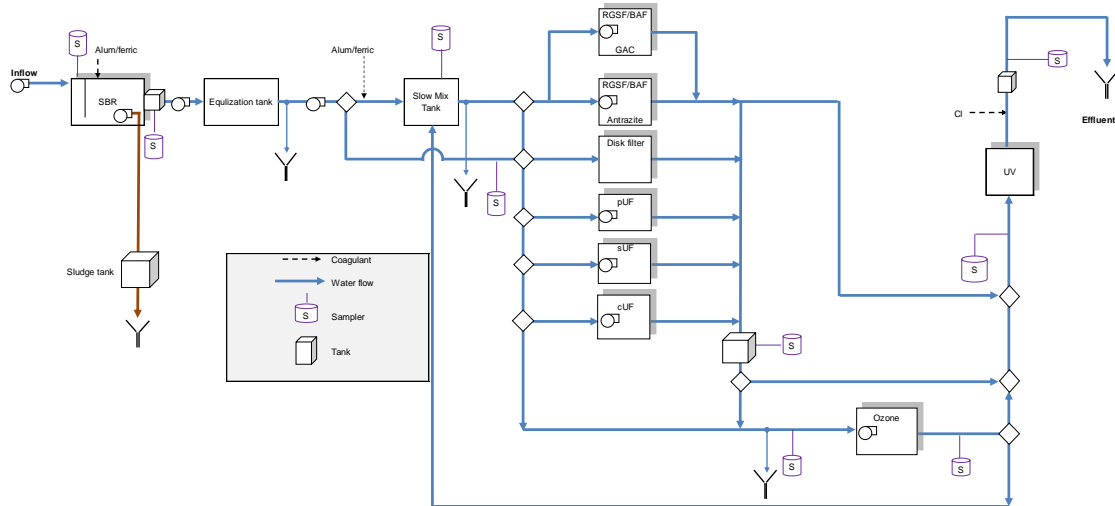 RGSF/BAF
GAC
S
Alum/ferric
Alum/ferric
S
S
Inflow
SBR
Equlization tank
Slow Mix
Tank
RGSF/BAF
Antrazite
Cl
Effluent
S
Disk filter
S
UV
pUF
Sludge tank
Coagulant
sUF
Water flow
S
S
Sampler
cUF
Tank
S
Ozone
S
S